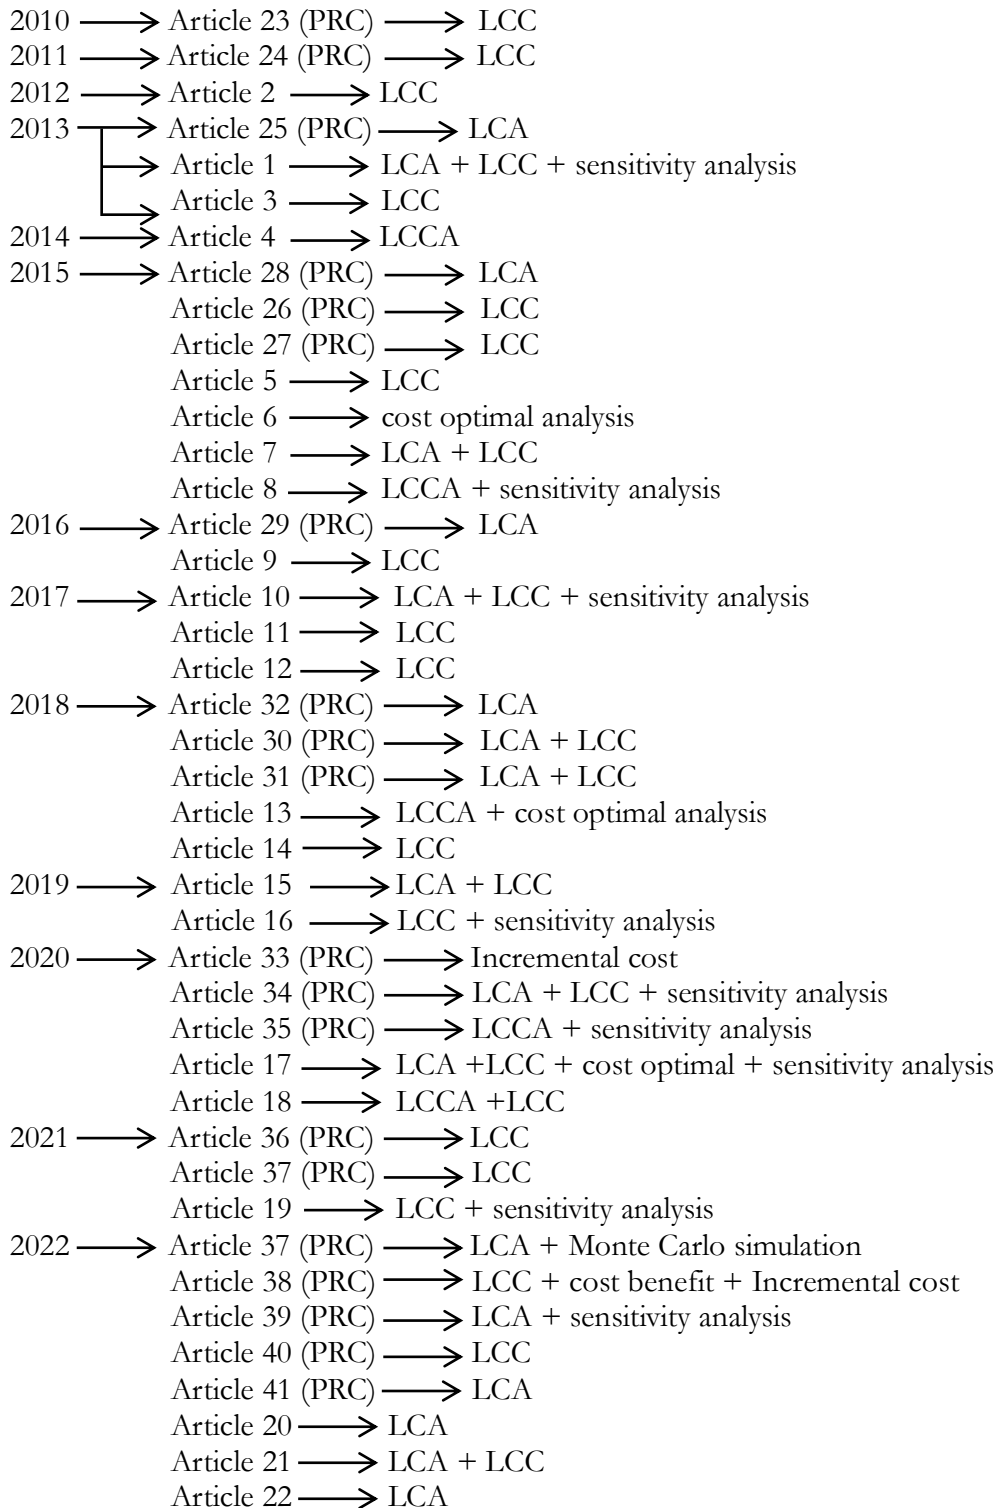 2010 Article 23 (PRC) LCC
2011 Article 24 (PRC) LCC
2012 Article 2 LCC
2013 Article 25 (PRC) LCA
Article 1 LCA + LCC + sensitivity analysis
Article 3 LCC
2014 Article 4 LCCA
2015 Article 28 (PRC) LCA
Article 26 (PRC) LCC
Article 27 (PRC) LCC
Article 5 LCC
Article 6 cost optimal analysis
Article 7 LCA + LCC
Article 8 LCCA + sensitivity analysis
2016 Article 29 (PRC) LCA
Article 9 LCC
2017 Article 10 LCA + LCC + sensitivity analysis
Article 11 LCC
Article 12 LCC
2018 Article 32 (PRC) LCA
Article 30 (PRC) LCA + LCC
Article 31 (PRC) LCA + LCC
Article 13 LCCA + cost optimal analysis
Article 14 LCC
2019 Article 15 LCA + LCC
Article 16 LCC + sensitivity analysis
2020 Article 33 (PRC) Incremental cost
Article 34 (PRC) LCA + LCC + sensitivity analysis
Article 35 (PRC) LCCA + sensitivity analysis
Article 17 LCA +LCC + cost optimal + sensitivity analysis
Article 18 LCCA +LCC
2021 Article 36 (PRC) LCC
Article 37 (PRC) LCC
Article 19 LCC + sensitivity analysis
2022 Article 37 (PRC) LCA + Monte Carlo simulation
Article 38 (PRC) LCC + cost benefit + Incremental cost
Article 39 (PRC) LCA + sensitivity analysis
Article 40 (PRC) LCC
Article 41 (PRC) LCA
Article 20 LCA
Article 21 LCA + LCC
Article 22 LCA